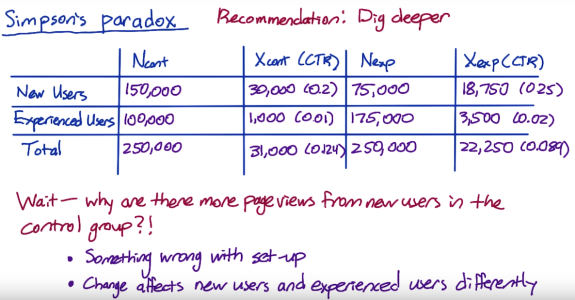 Simpson's paradox Recommendation: Dig deeper
Ncont Xcont (CTR) Nexp Xexp (CTR)
New Users 150,000 30,000 (0.2) 75,000 18,750 (0.25)
Experienced Users 100,000 1,000 (0.01) 175,000 3,500 (0.02)
Total 250,000 31,000 (0.124) 250,000 22,250 (0.089)
Wait — why are there more pageviews from new users in the
control group?!
• Something wrong with set-up
• Change affects new users and experienced users differently